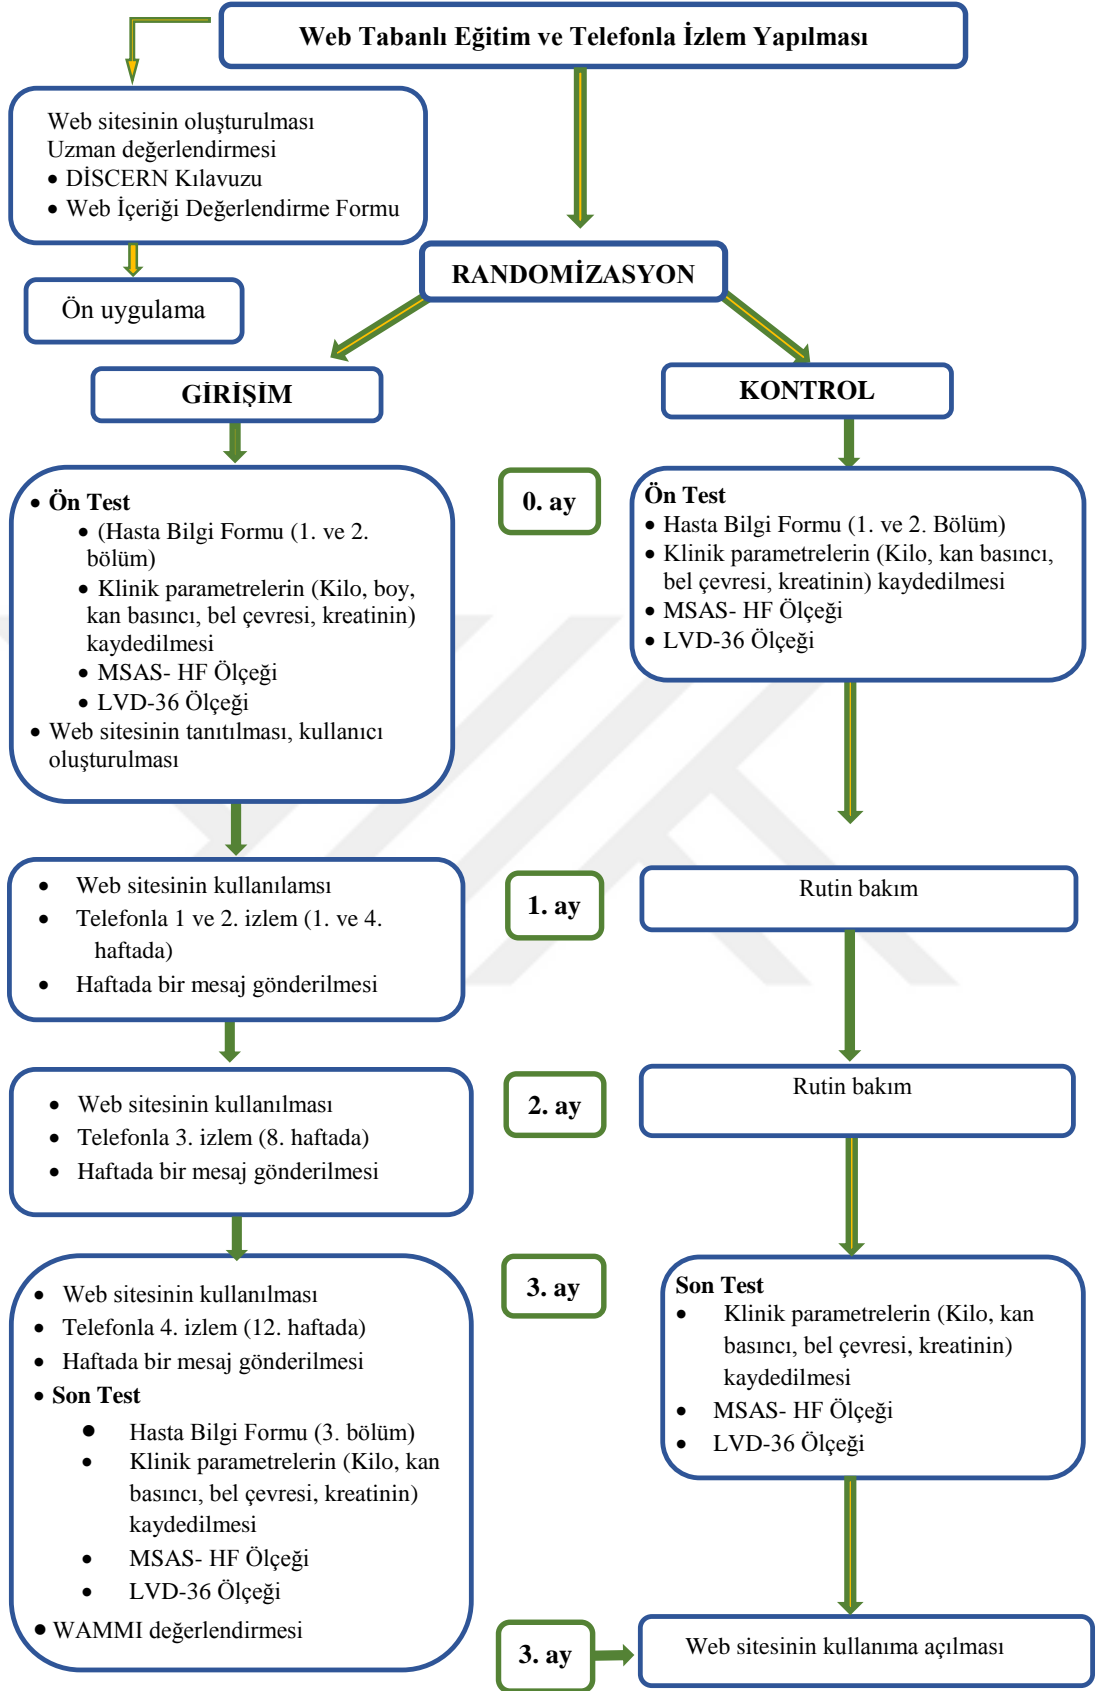 Web Tabanlı Eğitim ve Telefonla İzlem Yapılması
Web sitesinin oluşturulması
Uzman değerlendirmesi
• DİSCERN Kılavuzu
• Web İçeriği Değerlendirme Formu
Ön uygulama
RANDOMİZASYON
GİRİŞİM
KONTROL
• Ön Test
• (Hasta Bilgi Formu (1. ve 2.
bölüm)
• Klinik parametrelerin (Kilo, boy,
kan basıncı, bel çevresi, kreatinin)
kaydedilmesi
• MSAS- HF Ölçeği
• LVD-36 Ölçeği
• Web sitesinin tanıtılması, kullanıcı
oluşturulması
0. ay
Ön Test
• Hasta Bilgi Formu (1. ve 2. Bölüm)
• Klinik parametrelerin (Kilo, kan basıncı,
bel çevresi, kreatinin) kaydedilmesi
• MSAS- HF Ölçeği
• LVD-36 Ölçeği
• Web sitesinin kullanılamsı
• Telefonla 1 ve 2. izlem (1. ve 4.
haftada)
• Haftada bir mesaj gönderilmesi
1. ay
Rutin bakım
• Web sitesinin kullanılması
• Telefonla 3. izlem (8. haftada)
• Haftada bir mesaj gönderilmesi
2. ay
Rutin bakım
• Web sitesinin kullanılması
• Telefonla 4. izlem (12. haftada)
• Haftada bir mesaj gönderilmesi
• Son Test
• Hasta Bilgi Formu (3. bölüm)
• Klinik parametrelerin (Kilo, kan
basıncı, bel çevresi, kreatinin)
kaydedilmesi
• MSAS- HF Ölçeği
• LVD-36 Ölçeği
• WAMMI değerlendirmesi
3. ay
Son Test
• Klinik parametrelerin (Kilo, kan
basıncı, bel çevresi, kreatinin)
kaydedilmesi
• MSAS- HF Ölçeği
• LVD-36 Ölçeği
3. ay
Web sitesinin kullanıma açılması